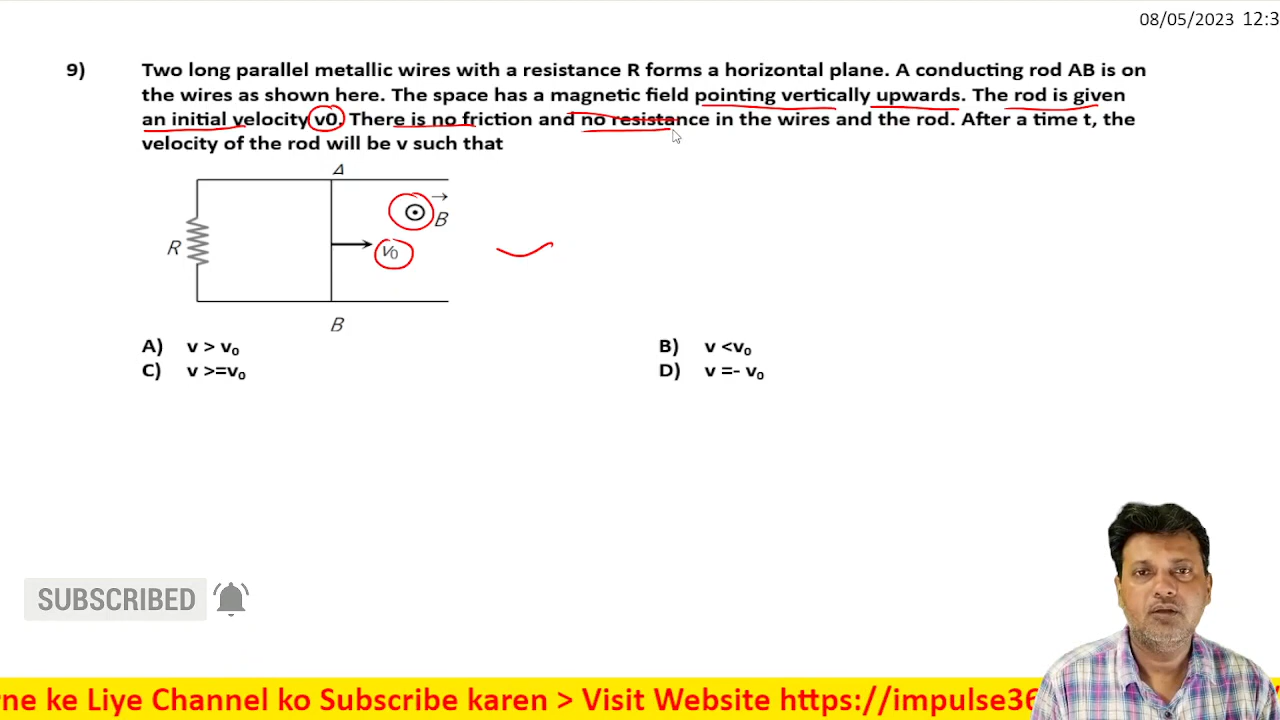 08/05/2023 12:3
9) Two long parallel metallic wires with a resistance R forms a horizontal plane. A conducting rod AB is on
the wires as shown here. The space has a magnetic field pointing vertically upwards. The rod is given
an initial velocity v0. There is no friction and no resistance in the wires and the rod. After a time t, the
velocity of the rod will be v such that
A
B
R
v₀
B
A) v > v₀ B) v <v₀
C) v >=v₀ D) v =- v₀
SUBSCRIBED
rne ke Liye Channel ko Subscribe karen > Visit Website https://impulse36